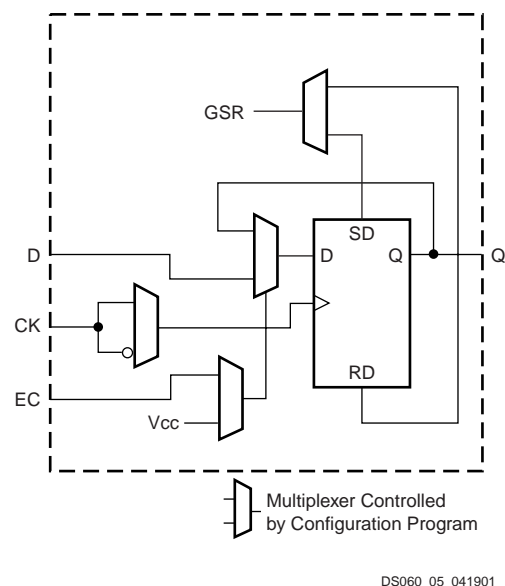 GSR
SD
D
D
Q
Q
CK
EC
RD
Vcc
Multiplexer Controlled
by Configuration Program
DS060_05_041901